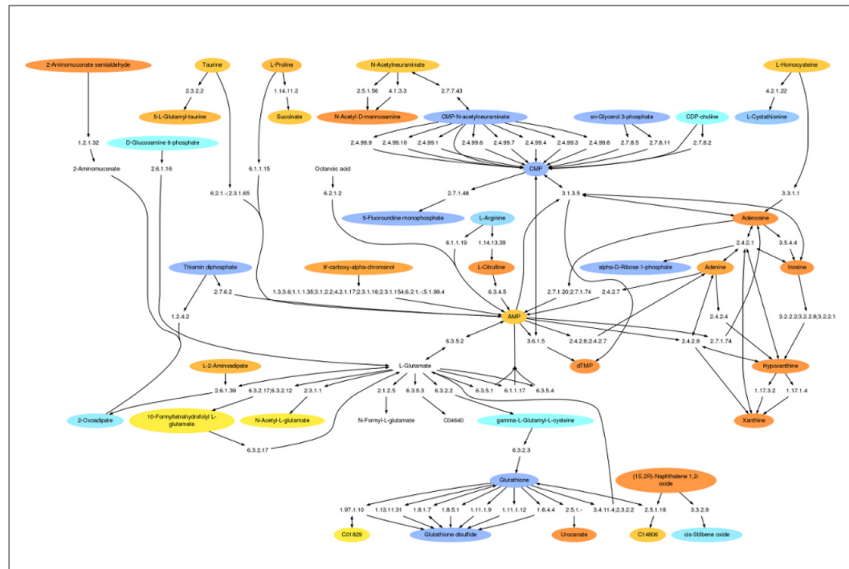 2-Aminomuconate semialdehyde
Taurine
L-Proline
N-Acetylneuraminate
L-Homocysteine
2.3.2.2
1.14.11.2
2.5.1.56
4.1.3.3
2.7.7.43
4.2.1.22
5-L-Glutamyl-taurine
Succinate
N-Acetyl-D-mannosamine
CMP-N-acetylneuraminate
sn-Glycerol 3-phosphate
CDP-choline
L-Cystathionine
1.2.1.32
D-Glucosamine 6-phosphate
2.4.99.9
2.4.99.1
2.4.99.6
2.4.99.7
2.4.99.4
2.4.99.3
2.4.99.8
2.7.8.5
2.7.8.11
2.7.8.2
2-Aminomuconate
2.6.1.16
6.1.1.15
Octanoic acid
CMP
3.3.1.1
6.2.1.-;2.3.1.65
6.2.1.2
2.7.1.48
3.1.3.5
Adenosine
5-Fluorouridine monophosphate
L-Arginine
6.1.1.19
1.14.13.39
2.4.2.1
3.5.4.4
Thiamin diphosphate
9'-carboxy-alpha-chromanol
L-Citrulline
alpha-D-Ribose 1-phosphate
Adenine
Inosine
2.7.6.2
1.3.3.6;1.1.1.35;3.1.2.2;4.2.1.17;2.3.1.16;2.3.1.154;6.2.1.-;5.1.99.4
6.3.4.5
2.7.1.20;2.7.1.74
2.4.2.7
1.2.4.2
AMP
2.4.2.4
3.2.2.2;3.2.2.8;3.2.2.1
6.3.5.2
3.6.1.5
2.4.2.8;2.4.2.7
2.4.2.8
2.7.1.74
L-2-Aminoadipate
L-Glutamate
dTMP
Hypoxanthine
2.6.1.39
6.3.2.17;6.3.2.12
2.3.1.1
2.1.2.5
6.3.5.3
6.3.2.2
6.3.5.1
6.1.1.17
6.3.5.4
1.17.3.2
1.17.1.4
2-Oxoadipate
10-Formyltetrahydrofolyl L-
glutamate
N-Acetyl-L-glutamate
N-Formyl-L-glutamate
C04640
gamma-L-Glutamyl-L-cysteine
Xanthine
6.3.2.17
6.3.2.3
Glutathione
(1S,2R)-Naphthalene 1,2-
oxide
1.97.1.10
1.13.11.31
1.8.1.7
1.8.5.1
1.11.1.9
1.11.1.12
1.8.4.4
2.5.1.-
3.4.11.4;2.3.2.2
2.5.1.18
3.3.2.9
C01829
Glutathione disulfide
Urocanate
C14806
cis-Stilbene oxide